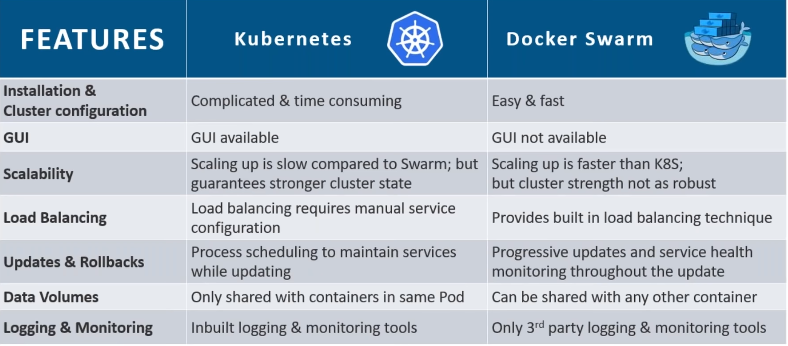 FEATURES
Kubernetes
Docker Swarm
Installation &
Cluster configuration
Complicated & time consuming
Easy & fast
GUI
GUI available
GUI not available
Scalability
Scaling up is slow compared to Swarm; but
guarantees stronger cluster state
Scaling up is faster than K8S;
but cluster strength not as robust
Load Balancing
Load balancing requires manual service
configuration
Provides built in load balancing technique
Updates & Rollbacks
Process scheduling to maintain services
while updating
Progressive updates and service health
monitoring throughout the update
Data Volumes
Only shared with containers in same Pod
Can be shared with any other container
Logging & Monitoring
Inbuilt logging & monitoring tools
Only 3rd party logging & monitoring tools